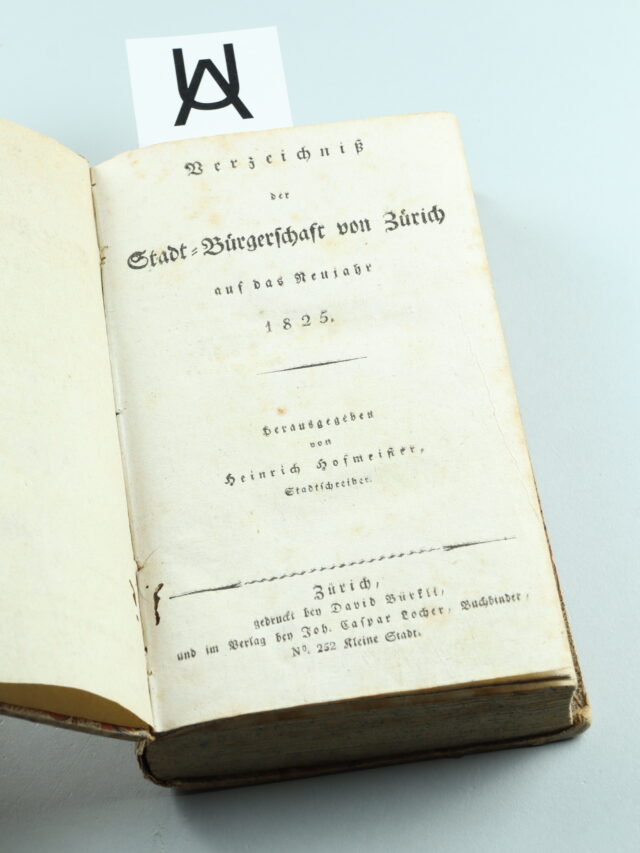 UA
Verzeichniß
der
Stadt-Bürgerschaft von Zürich
auf das Neujahr
1825.
Herausgegeben
von
Heinrich Hofmeister,
Stadtschreiber.
Zürich,
gedruckt bey David Bürkli,
und im Verlag bey Joh. Caspar Locher, Buchbinder,
Nº. 252 Kleine Stadt.